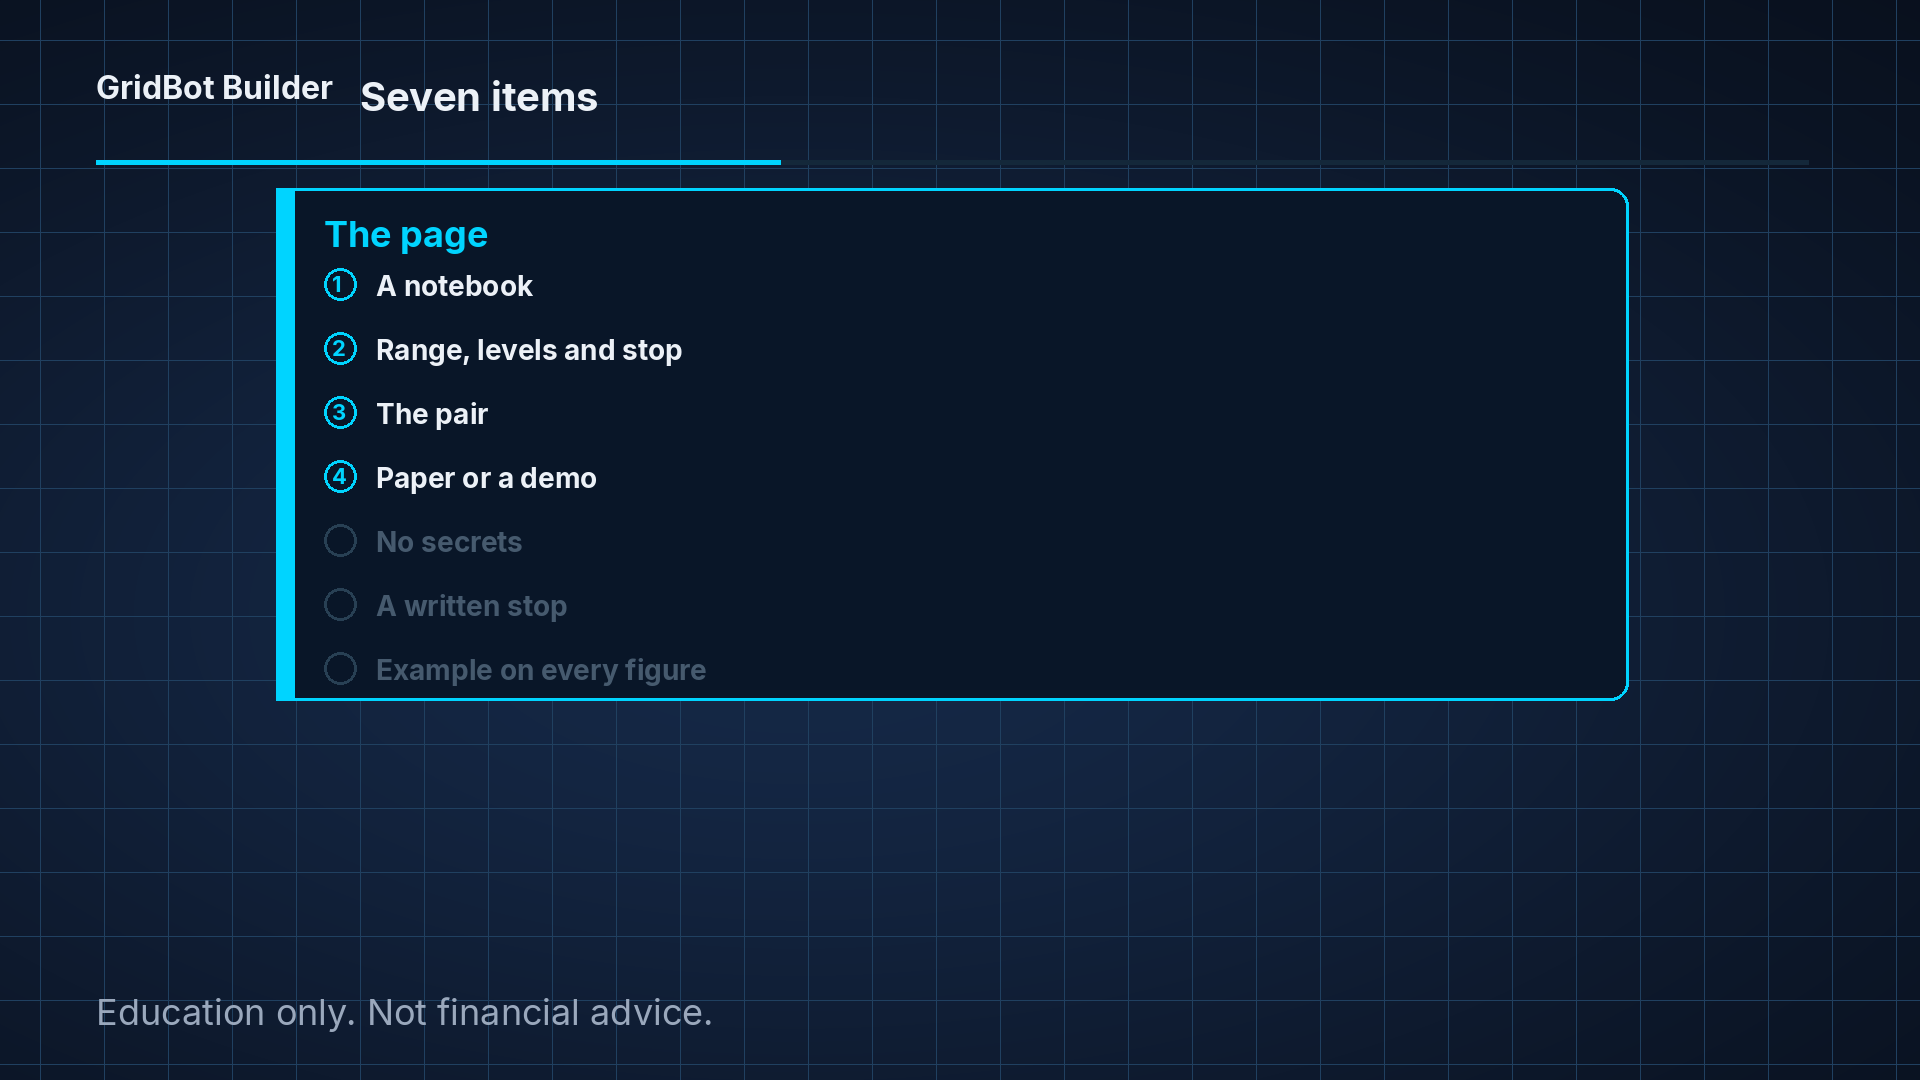 GridBot Builder
Seven items
The page
1 A notebook
2 Range, levels and stop
3 The pair
4 Paper or a demo
No secrets
A written stop
Example on every figure
Education only. Not financial advice.